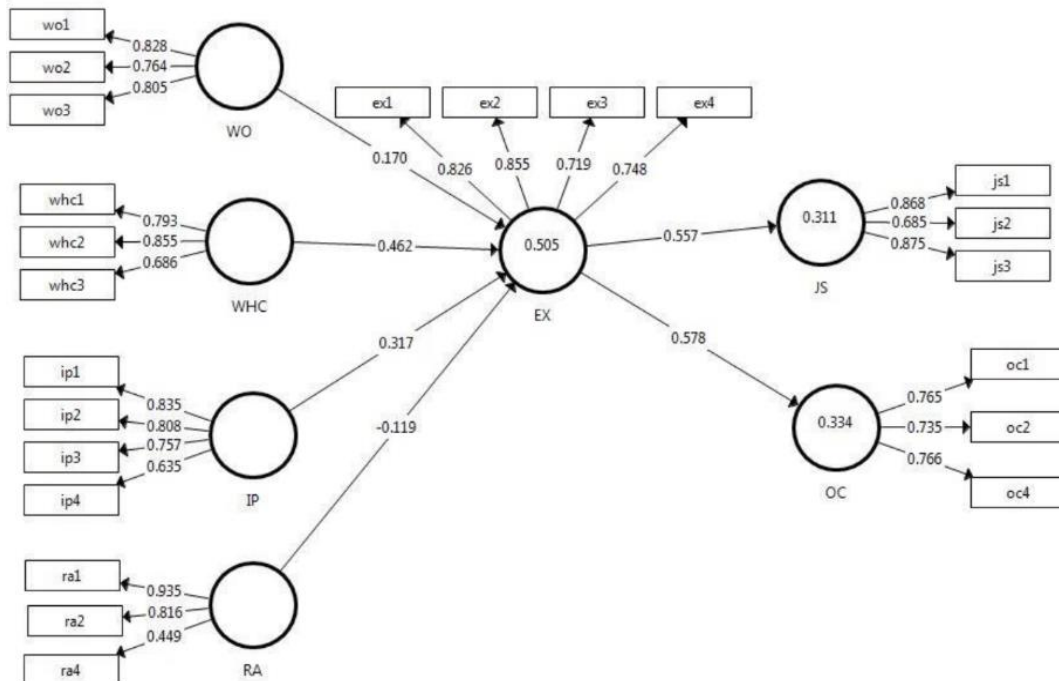 wo1
0.828
wo2
0.764
wo3
0.805
WO
ex1
ex2
ex3
ex4
0.170
0.826
0.855
0.719
0.748
whc1
0.793
whc2
0.855
whc3
0.686
WHC
0.462
0.505
EX
0.557
0.311
JS
0.868
js1
0.685
js2
0.875
js3
ip1
0.835
ip2
0.808
ip3
0.757
ip4
0.635
IP
0.317
-0.119
0.578
0.334
OC
0.765
oc1
0.735
oc2
0.766
oc4
ra1
0.935
ra2
0.816
ra4
0.449
RA